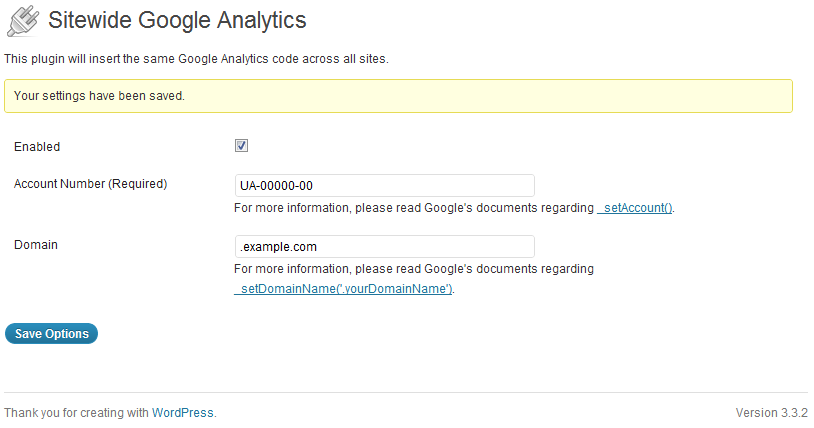 Sitewide Google Analytics
This plugin will insert the same Google Analytics code across all sites.
Your settings have been saved.
Enabled
Account Number (Required)
UA-00000-00
For more information, please read Google's documents regarding _setAccount().
Domain
.example.com
For more information, please read Google's documents regarding
_setDomainName('.yourDomainName').
Save Options
Thank you for creating with WordPress.
Version 3.3.2